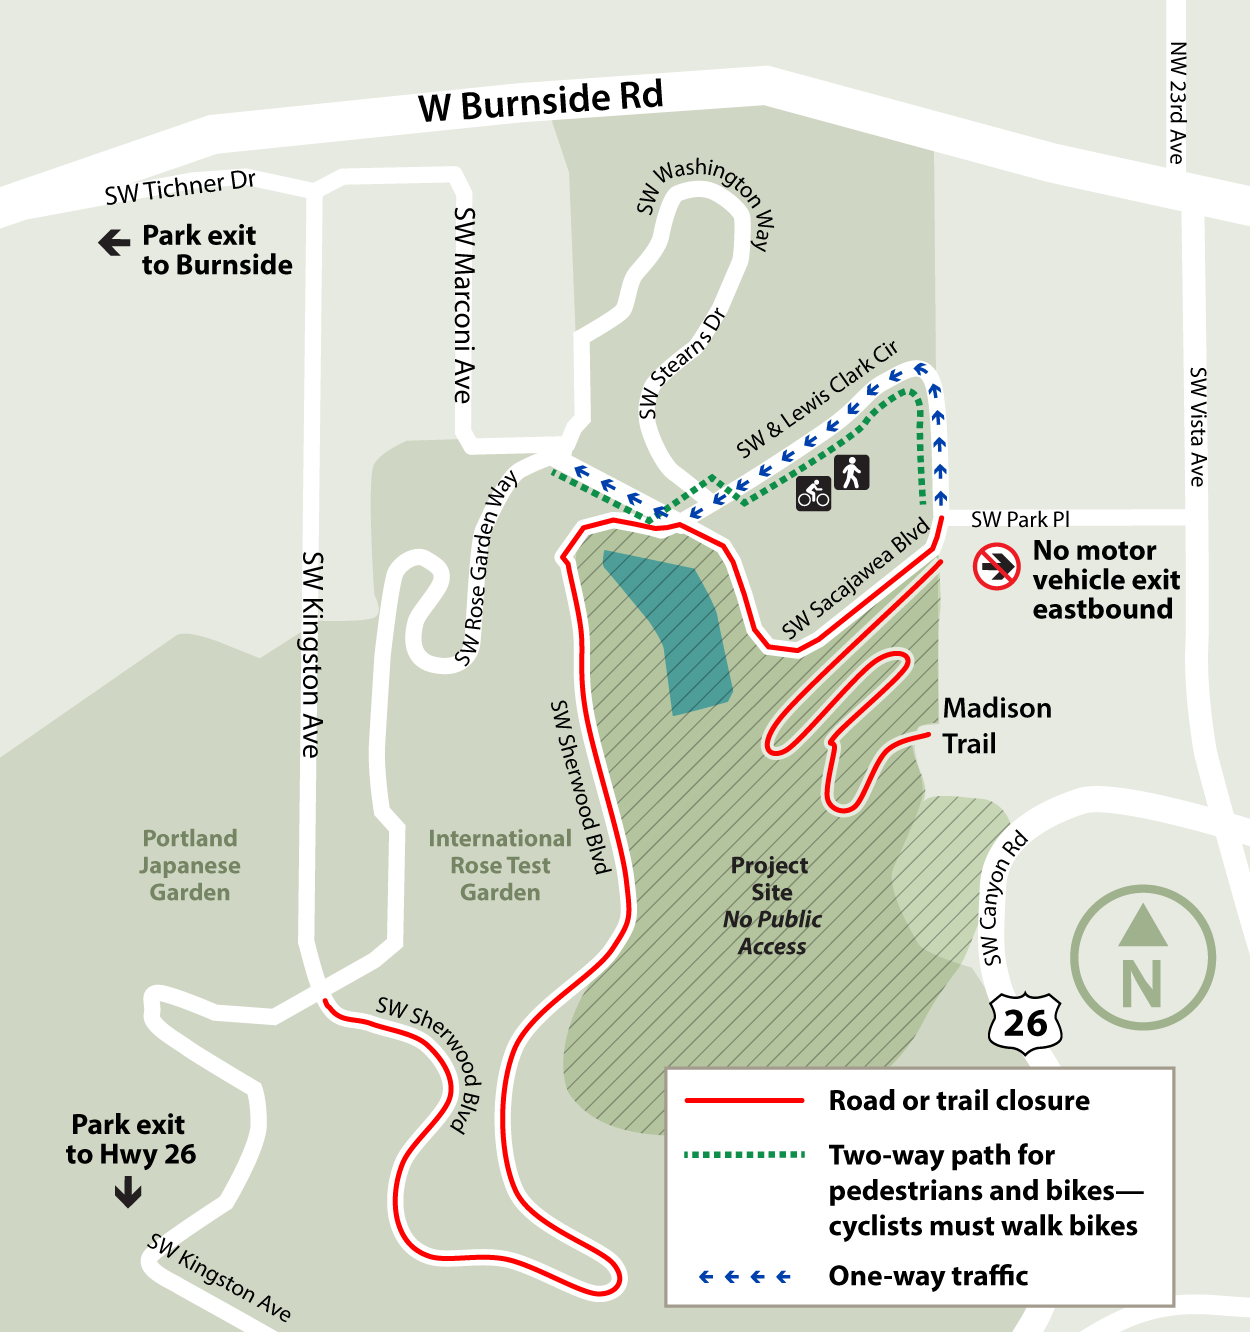 W Burnside Rd
NW 23rd Ave
SW Tichner Dr
Park exit
to Burnside
SW Marconi Ave
SW Washington Way
SW Stearns Dr
SW & Lewis Clark Cir
SW Vista Ave
SW Rose Garden Way
SW Park Pl
No motor
vehicle exit
eastbound
SW Sacajawea Blvd
SW Kingston Ave
Madison
Trail
SW Sherwood Blvd
Portland
Japanese
Garden
International
Rose Test
Garden
Project
Site
No Public
Access
SW Canyon Rd
N
26
SW Sherwood Blvd
Park exit
to Hwy 26
SW Kingston Ave
Road or trail closure
Two-way path for
pedestrians and bikes—
cyclists must walk bikes
One-way traffic